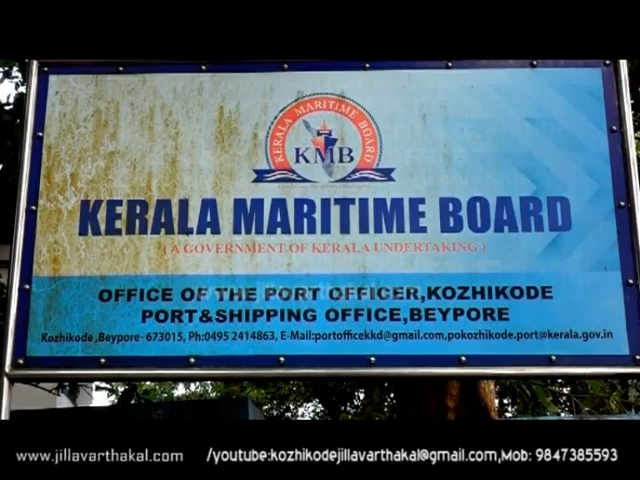 KERALA MARITIME BOARD
KMB
KERALA MARITIME BOARD
( A GOVERNMENT OF KERALA UNDERTAKING )
OFFICE OF THE PORT OFFICER,KOZHIKODE
PORT&SHIPPING OFFICE,BEYPORE
Kozhikode ,Beypore- 673015, Ph:0495 2414863, E-Mail:portofficekkd@gmail.com,pokozhikode.port@kerala.gov.in
www.jillavarthakal.com /youtube:kozhikodejillavarthakal@gmail.com,Mob: 9847385593